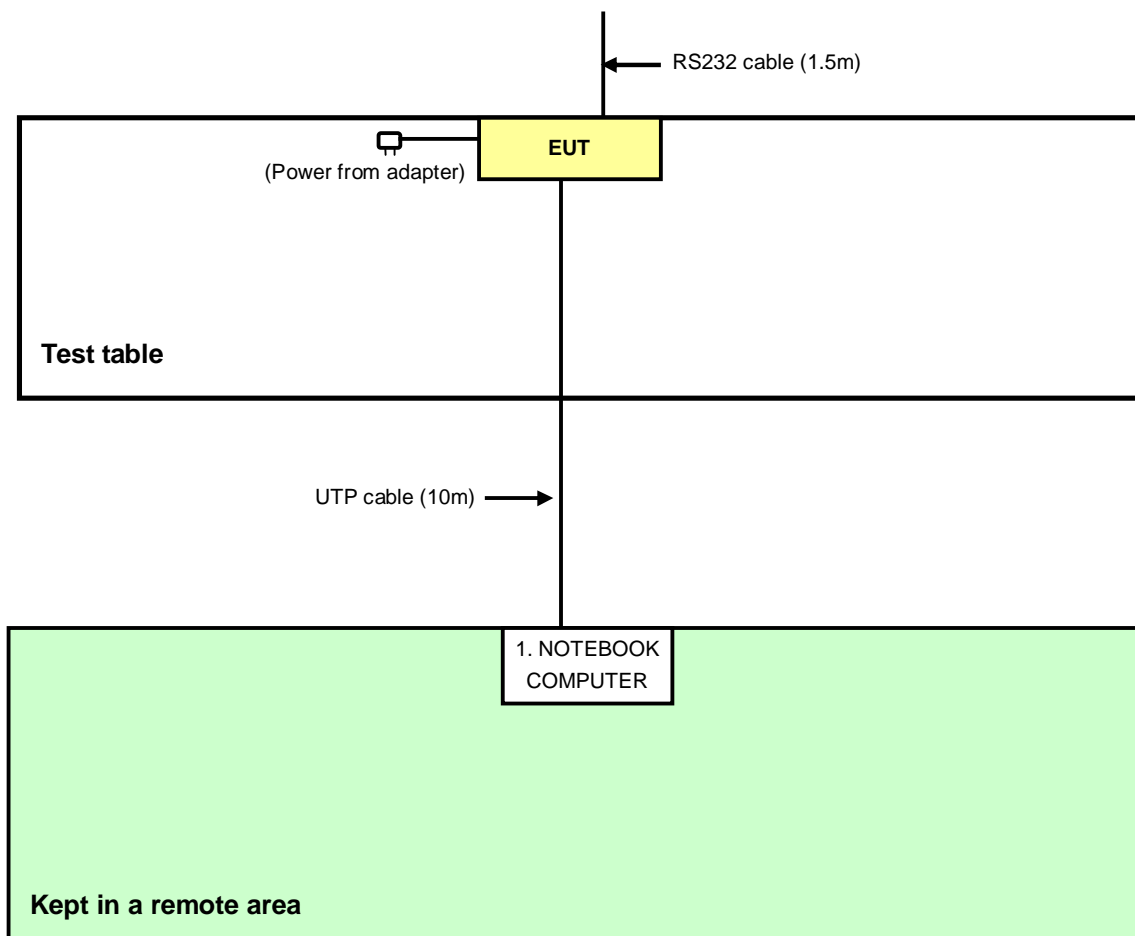 RS232 cable (1.5m)
EUT
(Power from adapter)
Test table
UTP cable (10m)
1. NOTEBOOK
COMPUTER
Kept in a remote area